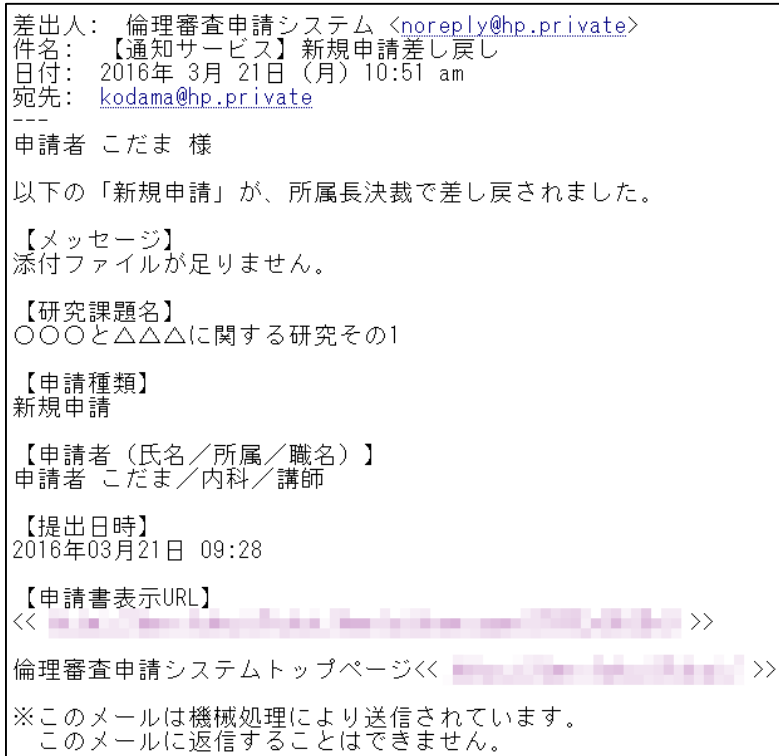 差出人: 倫理審査申請システム <noreply@hp.private>
件名: 【通知サービス】新規申請差し戻し
日付: 2016年 3月 21日 (月) 10:51 am
宛先: kodama@hp.private
---
申請者 こだま 様
以下の「新規申請」が、所属長決裁で差し戻されました。
【メッセージ】
添付ファイルが足りません。
【研究課題名】
〇〇〇と△△△に関する研究その1
【申請種類】
新規申請
【申請者（氏名／所属／職名）】
申請者 こだま／内科／講師
【提出日時】
2016年03月21日 09:28
【申請書表示URL】
<< >>
倫理審査申請システムトップページ<< >>
※このメールは機械処理により送信されています。
このメールに返信することはできません。